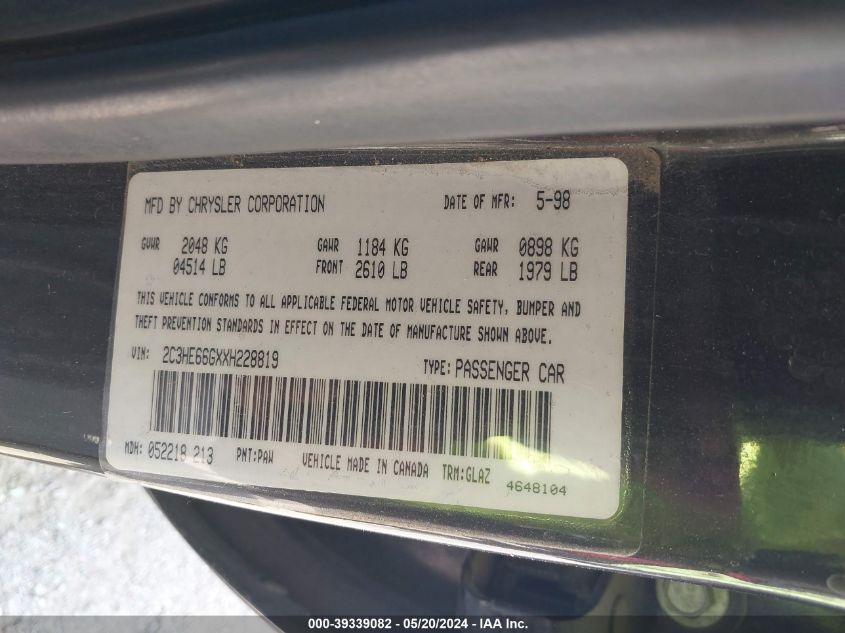 MFD BY CHRYSLER CORPORATION DATE OF MFR: 5-98
GVWR 2048 KG GAWR 1184 KG GAWR 0898 KG
04514 LB FRONT 2610 LB REAR 1979 LB
THIS VEHICLE CONFORMS TO ALL APPLICABLE FEDERAL MOTOR VEHICLE SAFETY, BUMPER AND
THEFT PREVENTION STANDARDS IN EFFECT ON THE DATE OF MANUFACTURE SHOWN ABOVE.
VIN: 2C3HE66GXXH228819 TYPE: PASSENGER CAR
MDH: 052218 213 PNT:PAW VEHICLE MADE IN CANADA TRM:GLAZ 4648104
000-39339082 - 05/20/2024 - IAA, Inc.